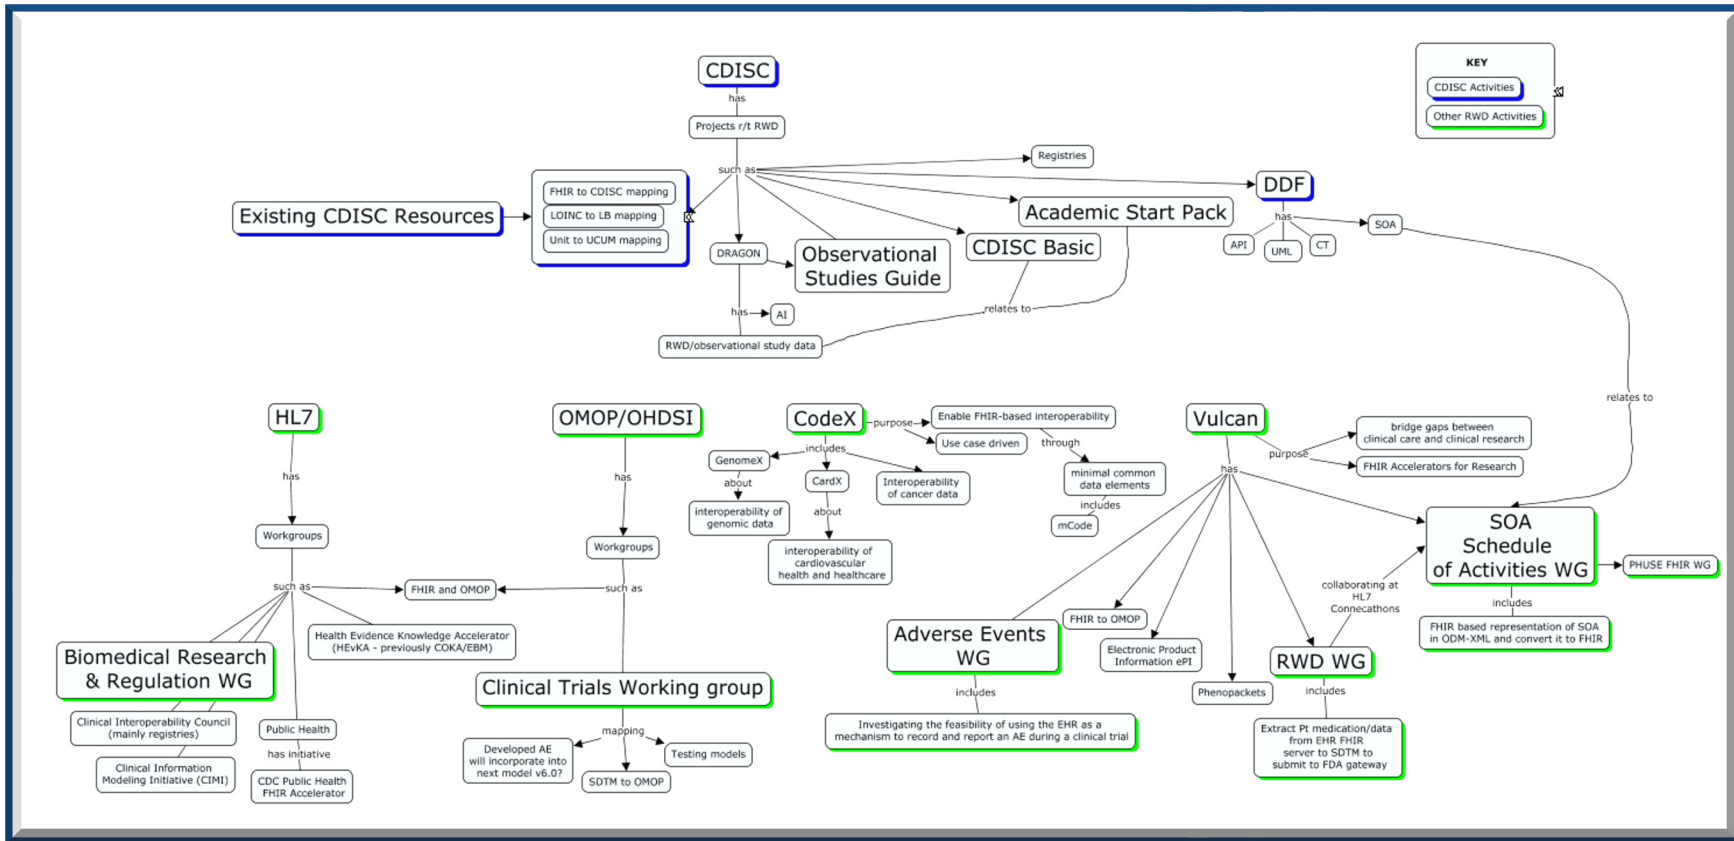 CDISC
has
Projects r/t RWD
such as
KEY
CDISC Activities
Other RWD Activities
Registries
DDF
has
API
UML
CT
SOA
Existing CDISC Resources
FHIR to CDISC mapping
LOINC to LB mapping
Unit to UCUM mapping
Academic Start Pack
CDISC Basic
Observational
Studies Guide
DRAGON
has
AI
relates to
RWD/observational study data
relates to
HL7
has
Workgroups
such as
FHIR and OMOP
Health Evidence Knowledge Accelerator
(HEvKA - previously COKA/EBM)
Biomedical Research
& Regulation WG
Clinical Interoperability Council
(mainly registries)
Clinical Information
Modeling Initiative (CIMI)
Public Health
has initiative
CDC Public Health
FHIR Accelerator
OMOP/OHDSI
has
Workgroups
such as
Clinical Trials Working group
mapping
Developed AE
will incorporate into
next model v6.0?
SDTM to OMOP
Testing models
CodeX
purpose
Enable FHIR-based interoperability
Use case driven
through
minimal common
data elements
includes
mCode
includes
GenomeX
about
interoperability of
genomic data
CardX
about
interoperability of
cardiovascular
health and healthcare
Interoperability
of cancer data
Vulcan
purpose
bridge gaps between
clinical care and clinical research
FHIR Accelerators for Research
has
SOA
Schedule
of Activities WG
PHUSE FHIR WG
includes
FHIR based representation of SOA
in ODM-XML and convert it to FHIR
collaborating at
HL7
Connecathons
Adverse Events
WG
includes
Investigating the feasibility of using the EHR as a
mechanism to record and report an AE during a clinical trial
FHIR to OMOP
Electronic Product
Information ePI
Phenopackets
RWD WG
includes
Extract Pt medication/data
from EHR FHIR
server to SDTM to
submit to FDA gateway